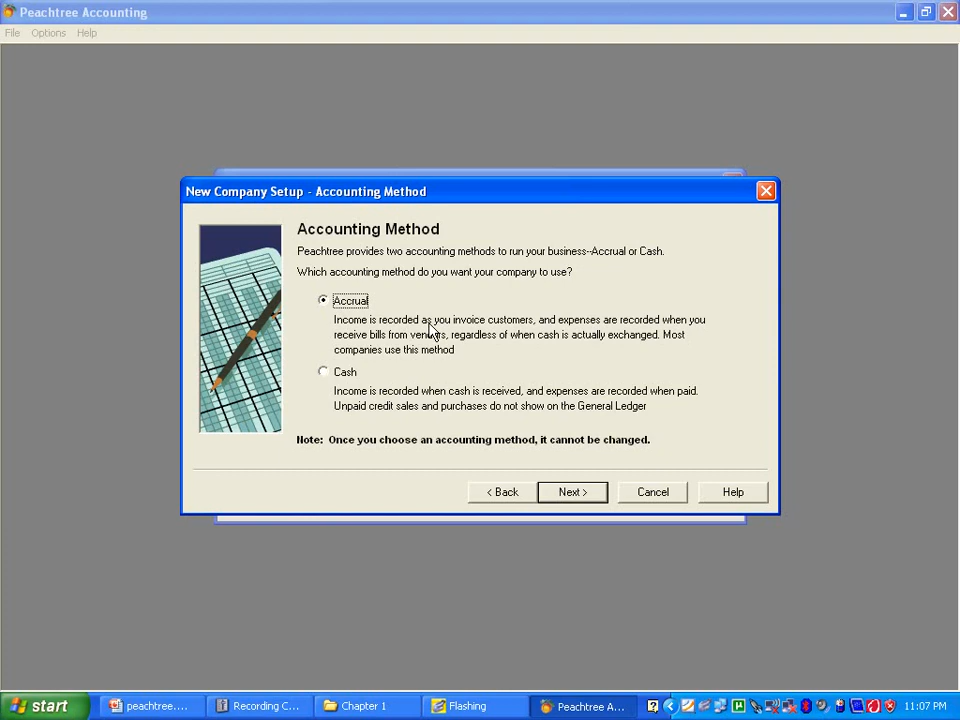 Peachtree Accounting
File Options Help
New Company Setup - Accounting Method
Accounting Method
Peachtree provides two accounting methods to run your business--Accrual or Cash.
Which accounting method do you want your company to use?
Accrual
Income is recorded as you invoice customers, and expenses are recorded when you
receive bills from vendors, regardless of when cash is actually exchanged. Most
companies use this method
Cash
Income is recorded when cash is received, and expenses are recorded when paid.
Unpaid credit sales and purchases do not show on the General Ledger
Note: Once you choose an accounting method, it cannot be changed.
< Back Next > Cancel Help
start peachtree.... Recording C... Chapter 1 Flashing Peachtree A... 11:07 PM